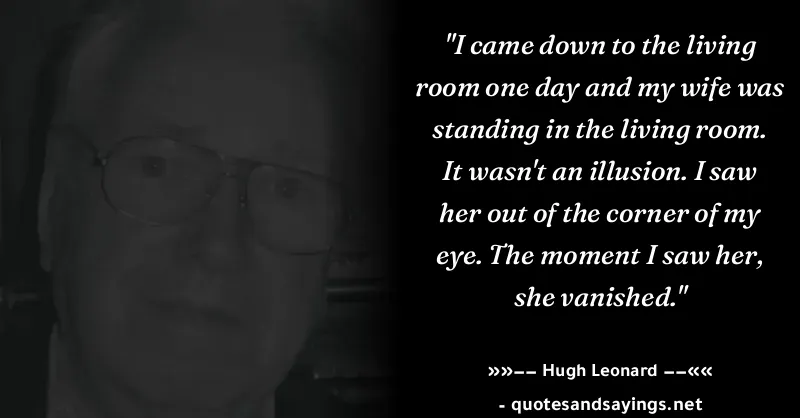 "I came down to the living
room one day and my wife was
standing in the living room.
It wasn't an illusion. I saw
her out of the corner of my
eye. The moment I saw her,
she vanished."
»»-- Hugh Leonard --««
- quotesandsayings.net